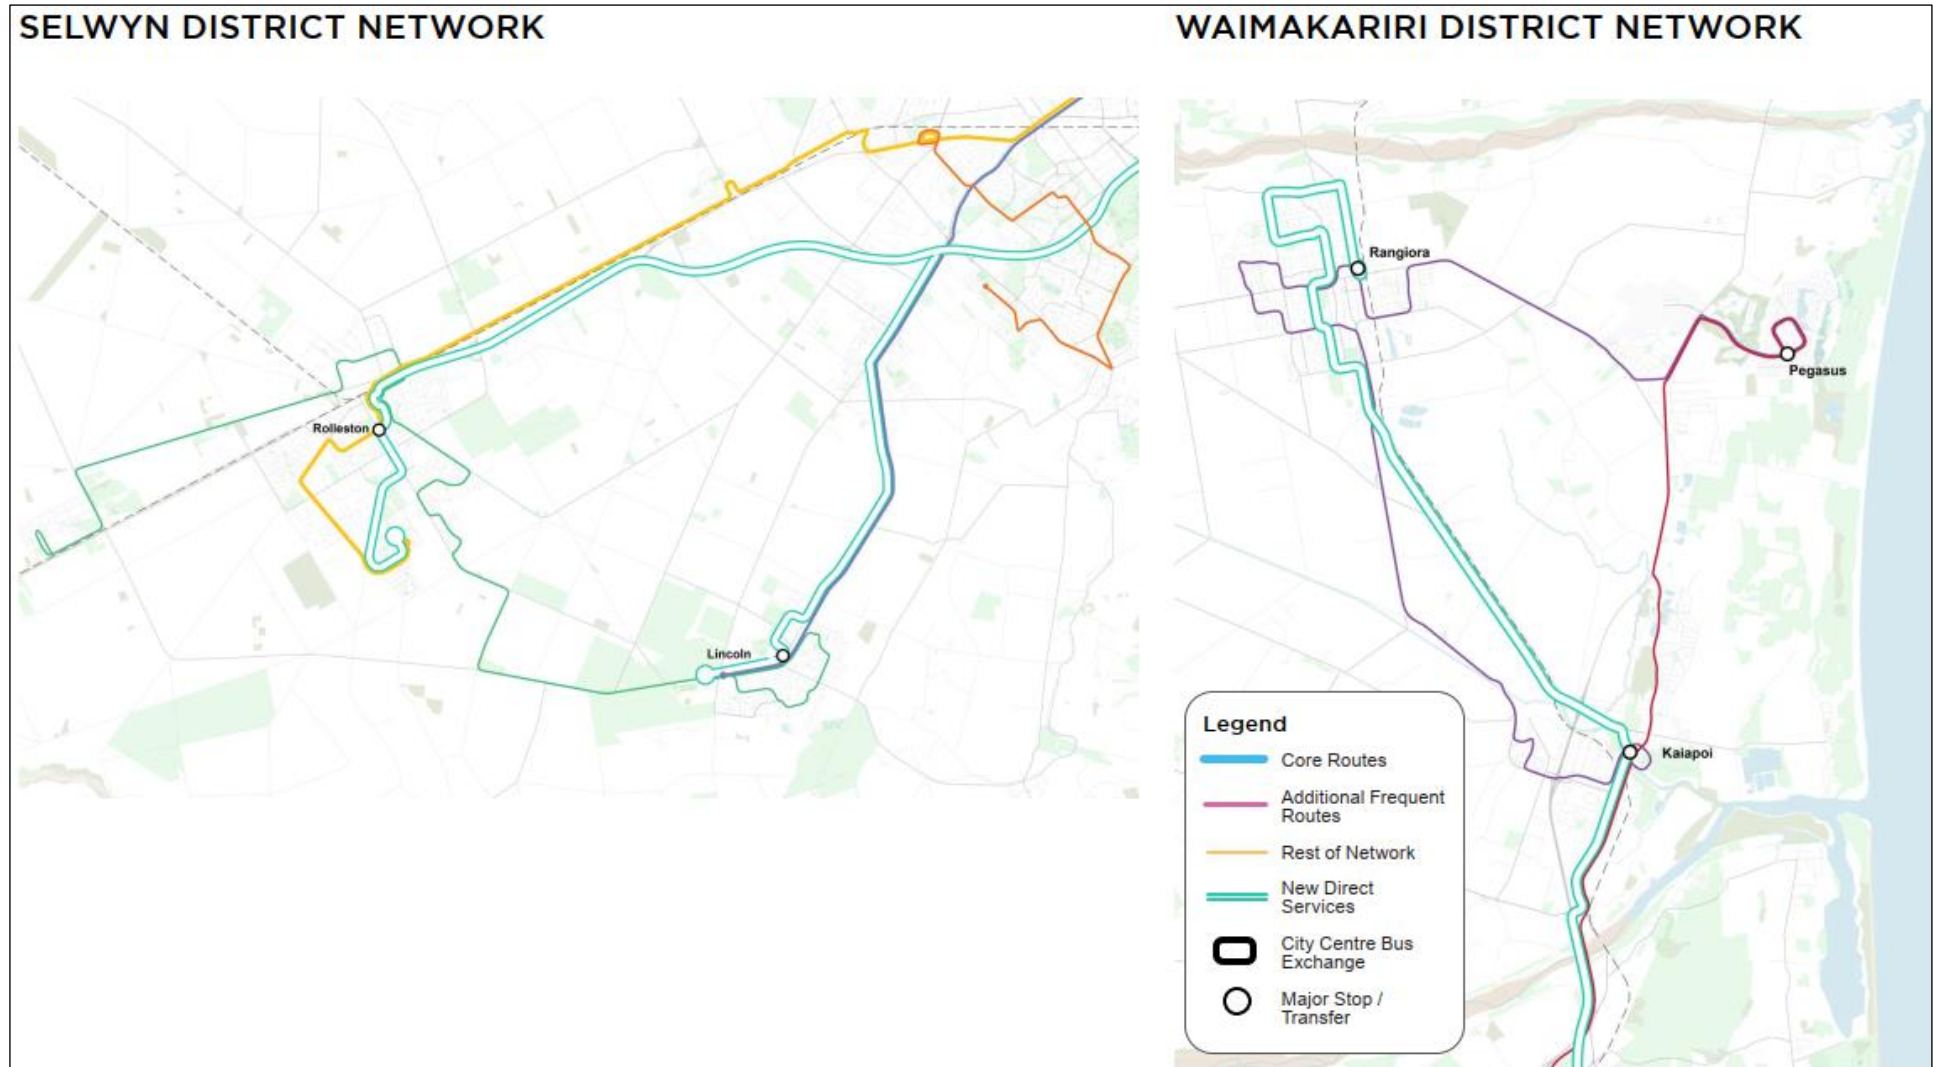 SELWYN DISTRICT NETWORK
WAIMAKARIRI DISTRICT NETWORK
Rolleston
Lincoln
Rangiora
Pegasus
Kaiapoi
Legend
Core Routes
Additional Frequent
Routes
Rest of Network
New Direct
Services
City Centre Bus
Exchange
Major Stop /
Transfer